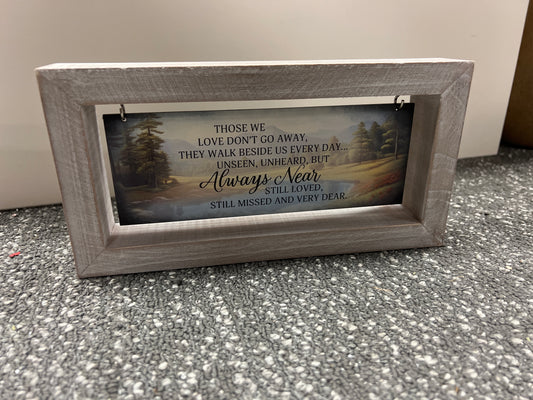 THOSE WE
LOVE DON'T GO AWAY,
THEY WALK BESIDE US EVERY DAY...
UNSEEN, UNHEARD, BUT
Always Near
STILL LOVED,
STILL MISSED AND VERY DEAR.